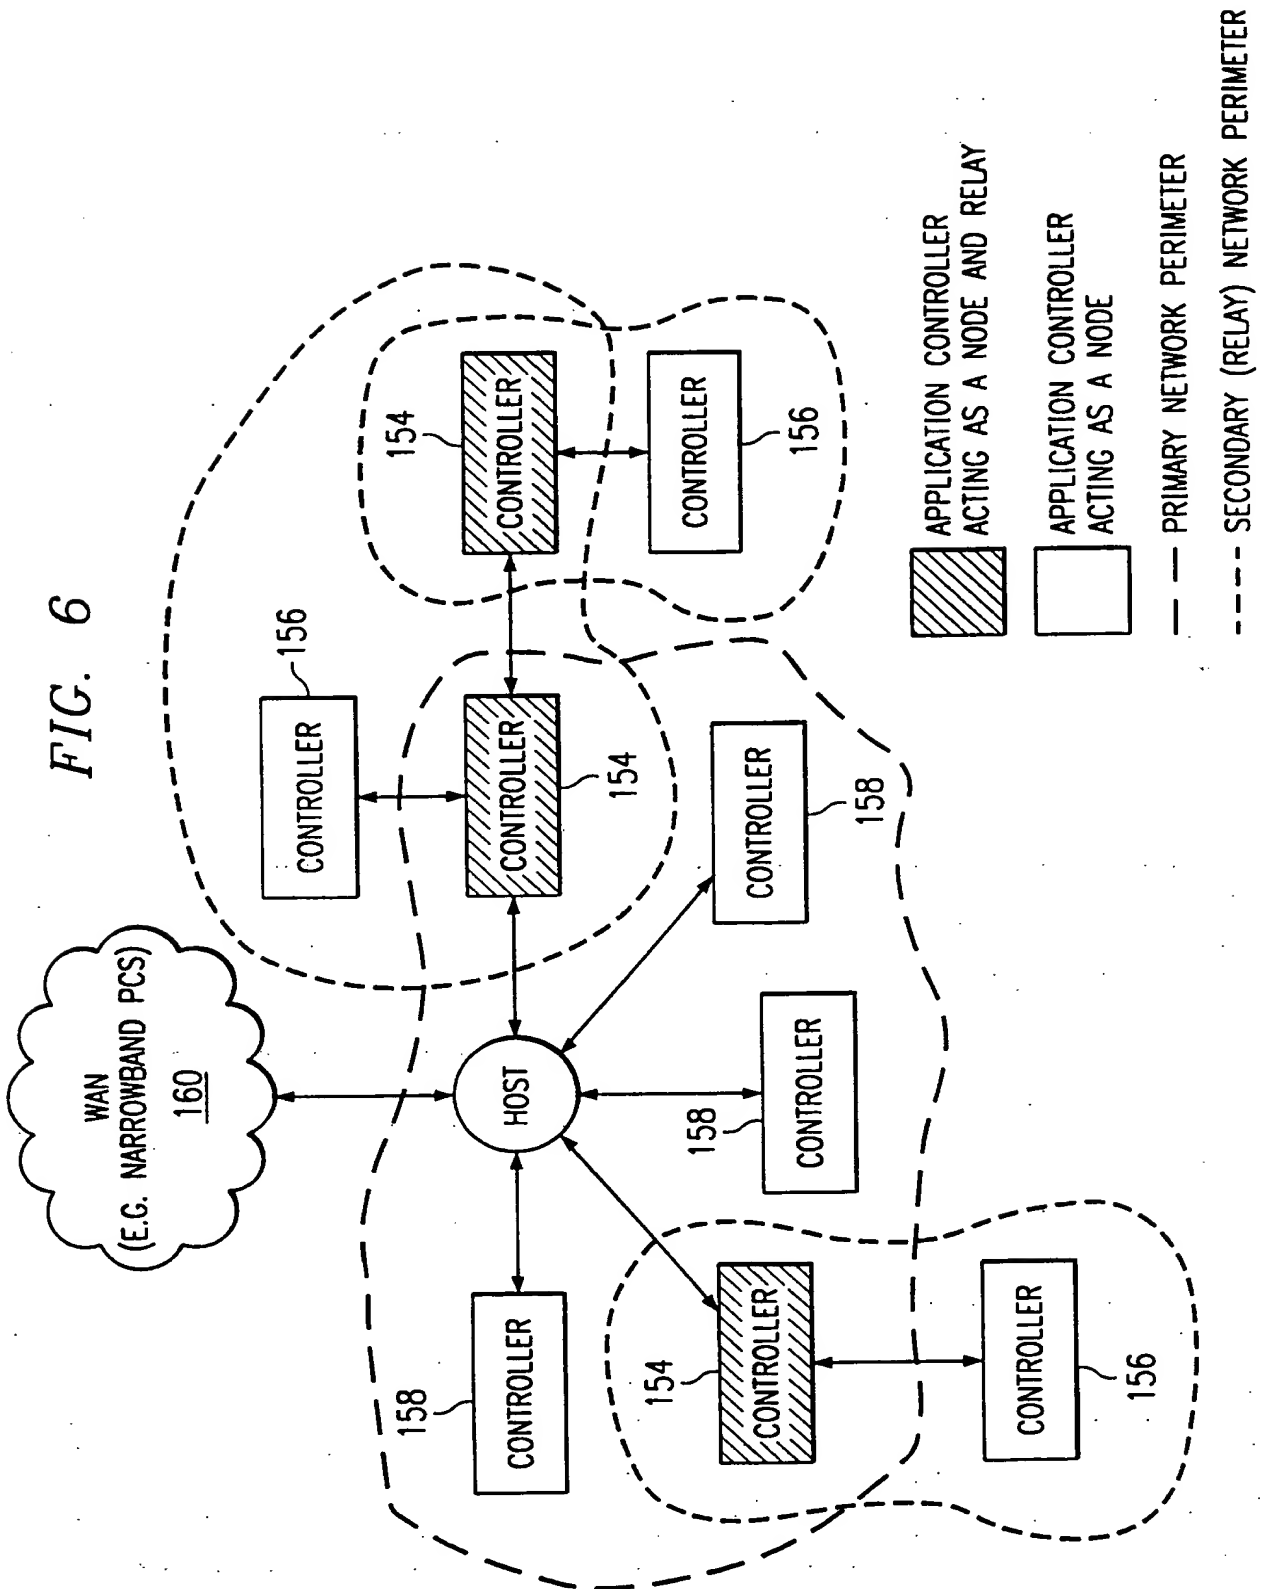 FIG. 6
WAN
(E.G. NARROWBAND PCS)
160
HOST
CONTROLLER
158
CONTROLLER
154
CONTROLLER
156
CONTROLLER
158
CONTROLLER
158
CONTROLLER
154
CONTROLLER
156
CONTROLLER
154
CONTROLLER
156
APPLICATION CONTROLLER
ACTING AS A NODE AND RELAY
APPLICATION CONTROLLER
ACTING AS A NODE
PRIMARY NETWORK PERIMETER
SECONDARY (RELAY) NETWORK PERIMETER